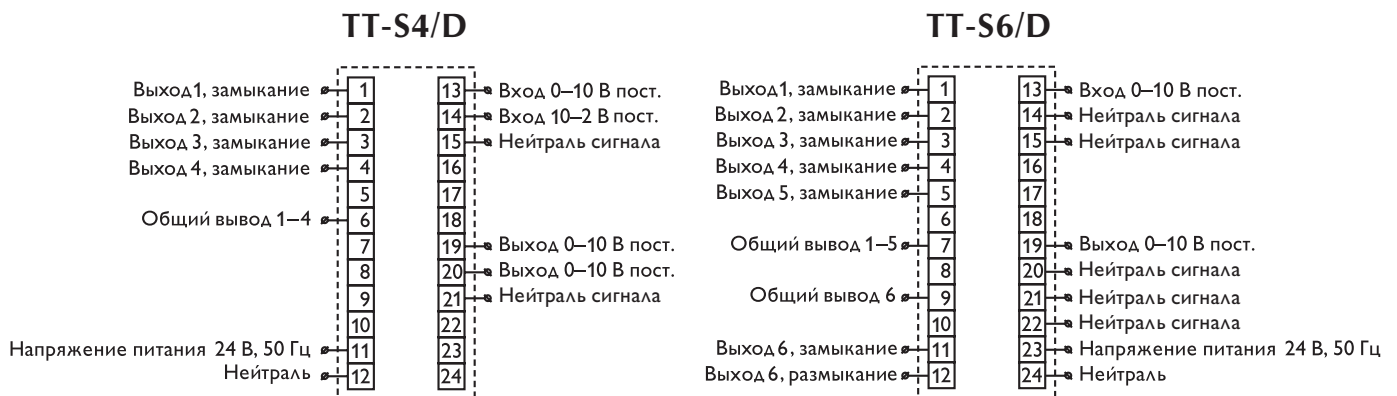 TT-S4/D
Выход1, замыкание 1 13 Вход 0–10 В пост.
Выход 2, замыкание 2 14 Вход 10–2 В пост.
Выход 3, замыкание 3 15 Нейтраль сигнала
Выход 4, замыкание 4 16
5 17
Общий вывод 1–4 6 18
7 19 Выход 0–10 В пост.
8 20 Выход 0–10 В пост.
9 21 Нейтраль сигнала
10 22
Напряжение питания 24 В, 50 Гц 11 23
Нейтраль 12 24
TT-S6/D
Выход1, замыкание 1 13 Вход 0–10 В пост.
Выход 2, замыкание 2 14 Нейтраль сигнала
Выход 3, замыкание 3 15 Нейтраль сигнала
Выход 4, замыкание 4 16
Выход 5, замыкание 5 17
6 18
Общий вывод 1–5 7 19 Выход 0–10 В пост.
8 20 Нейтраль сигнала
Общий вывод 6 9 21 Нейтраль сигнала
10 22 Нейтраль сигнала
Выход 6, замыкание 11 23 Напряжение питания 24 В, 50 Гц
Выход 6, размыкание 12 24 Нейтраль